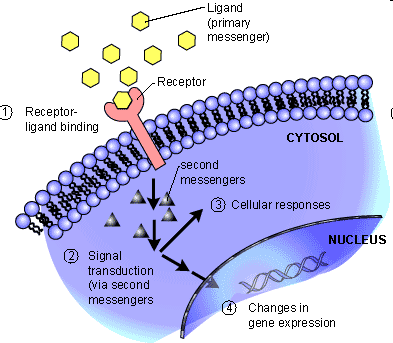 Ligand
(primary
messenger)
Receptor
1 Receptor-
ligand binding
CYTOSOL
second
messengers
3 Cellular responses
2 Signal
transduction
(via second
messengers
NUCLEUS
4 Changes in
gene expression